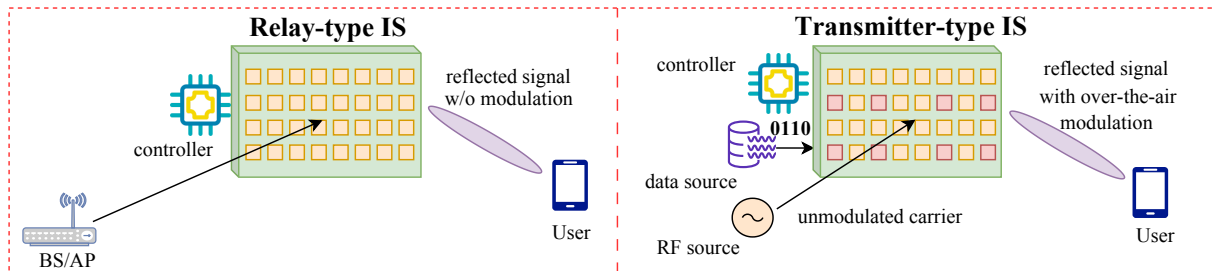 Relay-type IS
controller
reflected signal
w/o modulation
BS/AP
User
Transmitter-type IS
controller
0110
data source
RF source
unmodulated carrier
reflected signal
with over-the-air
modulation
User